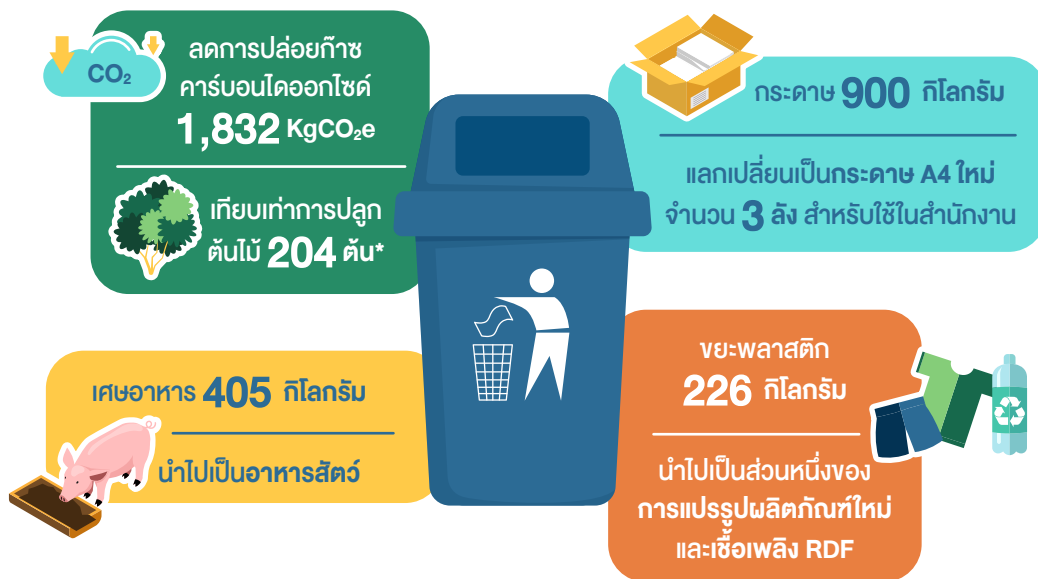 CO₂
ลดการปล่อยก๊าซ
คาร์บอนไดออกไซด์
1,832 KgCO₂e
เทียบเท่าการปลูก
ต้นไม้ 204 ต้น*
กระดาษ 900 กิโลกรัม
แลกเปลี่ยนเป็นกระดาษ A4 ใหม่
จำนวน 3 ลัง สำหรับใช้ในสำนักงาน
เศษอาหาร 405 กิโลกรัม
นำไปเป็นอาหารสัตว์
ขยะพลาสติก
226 กิโลกรัม
นำไปเป็นส่วนหนึ่งของ
การแปรรูปผลิตภัณฑ์ใหม่
และเชื้อเพลิง RDF